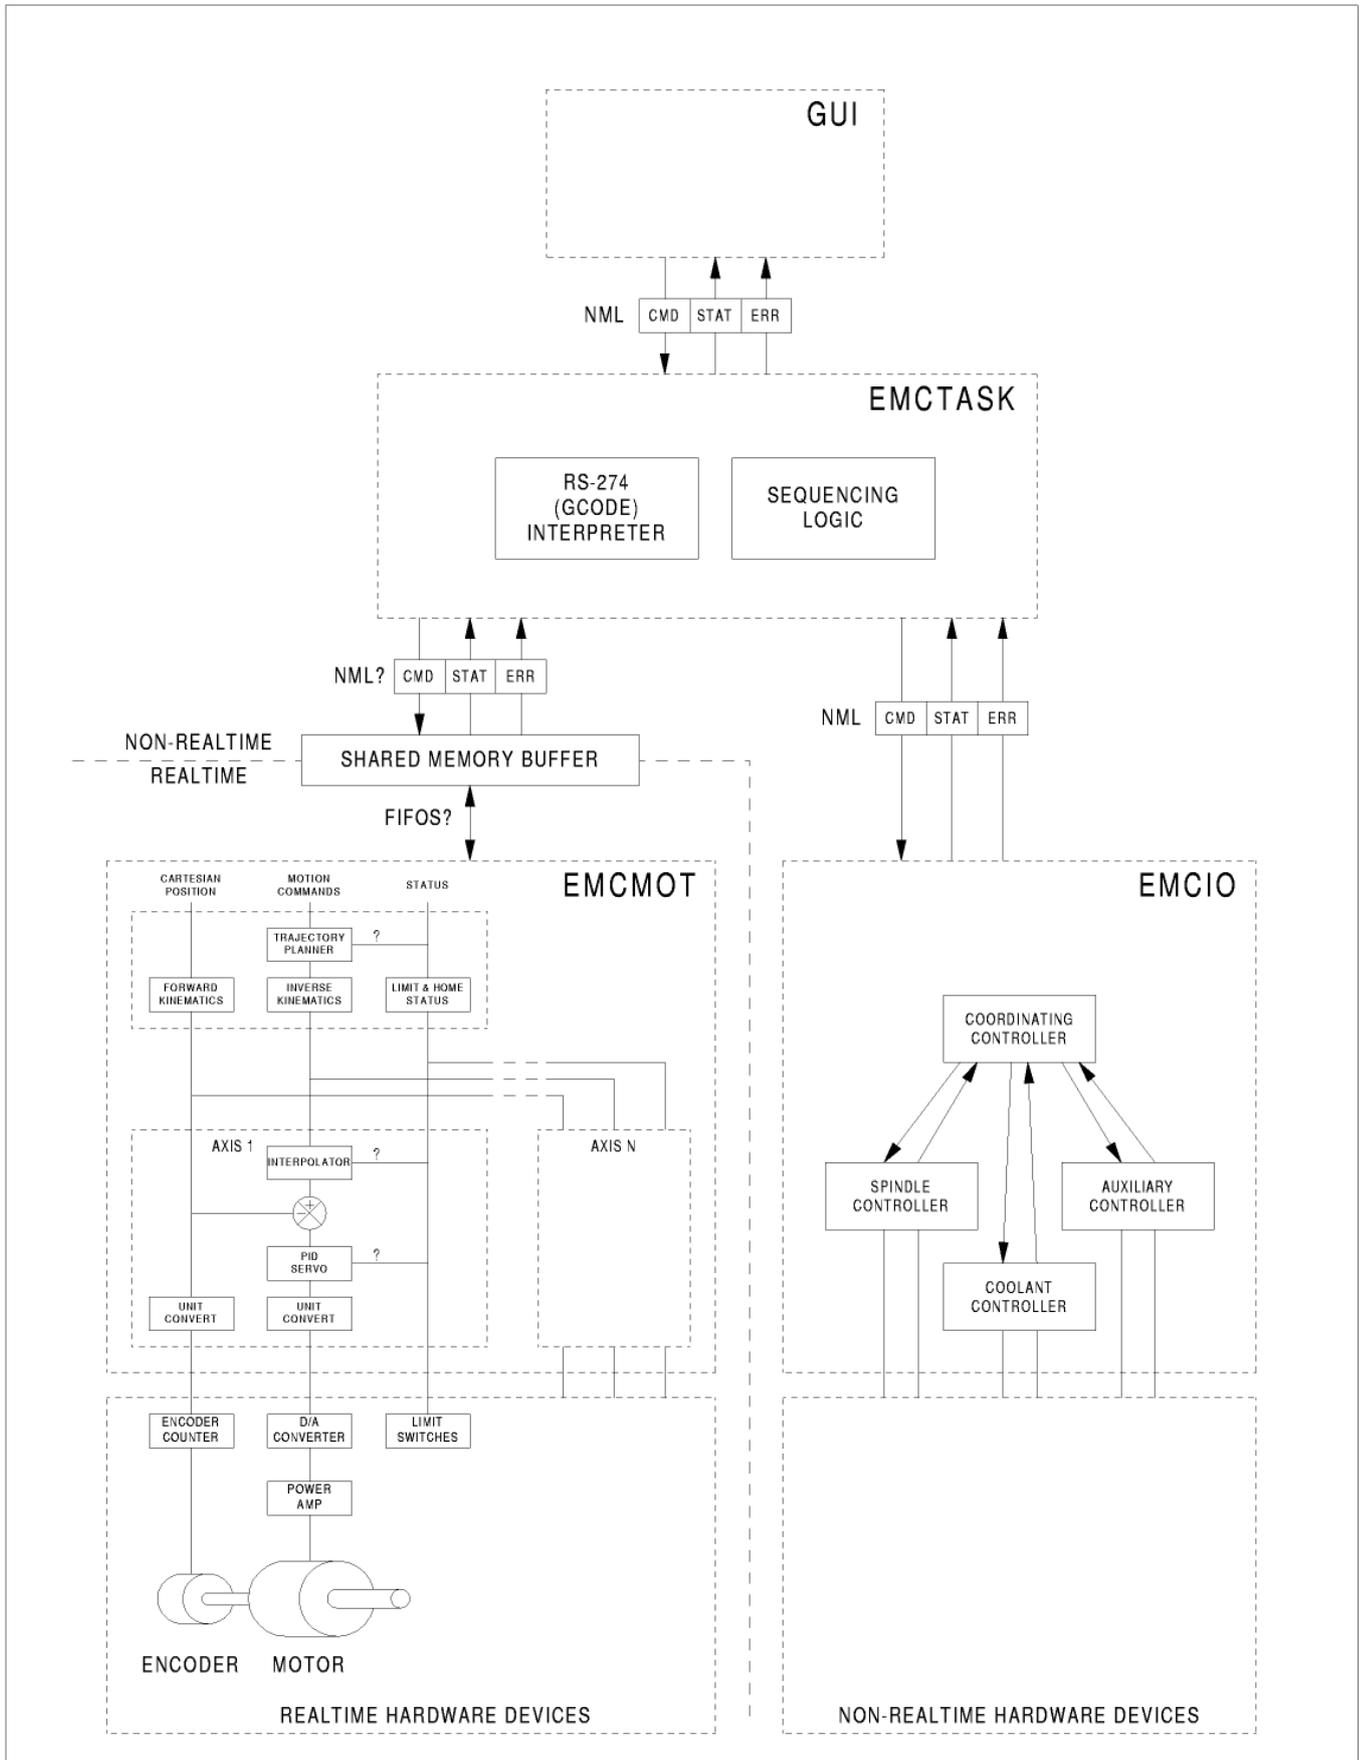 GUI
NML
CMD
STAT
ERR
EMCTASK
RS-274
(GCODE)
INTERPRETER
SEQUENCING
LOGIC
NML?
CMD
STAT
ERR
NML
CMD
STAT
ERR
NON-REALTIME
REALTIME
SHARED MEMORY BUFFER
FIFOS?
EMCMOT
CARTESIAN
POSITION
MOTION
COMMANDS
STATUS
TRAJECTORY
PLANNER
?
FORWARD
KINEMATICS
INVERSE
KINEMATICS
LIMIT & HOME
STATUS
AXIS 1
INTERPOLATOR
?
+
−
PID
SERVO
?
UNIT
CONVERT
UNIT
CONVERT
AXIS N
EMCIO
COORDINATING
CONTROLLER
SPINDLE
CONTROLLER
AUXILIARY
CONTROLLER
COOLANT
CONTROLLER
ENCODER
COUNTER
D/A
CONVERTER
LIMIT
SWITCHES
POWER
AMP
ENCODER
MOTOR
REALTIME HARDWARE DEVICES
NON-REALTIME HARDWARE DEVICES